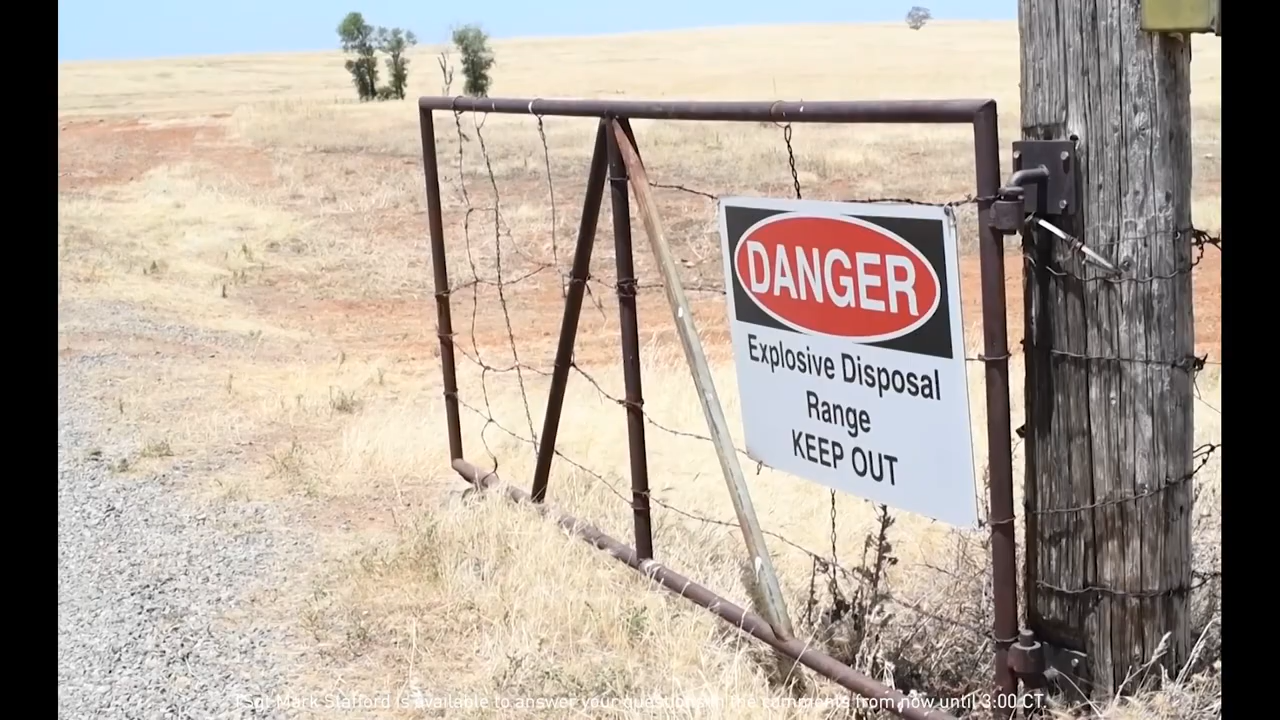 DANGER
Explosive Disposal
Range
KEEP OUT
TSgt Mark Stafford is available to answer your questions in the comments from now until 3:00 CT.